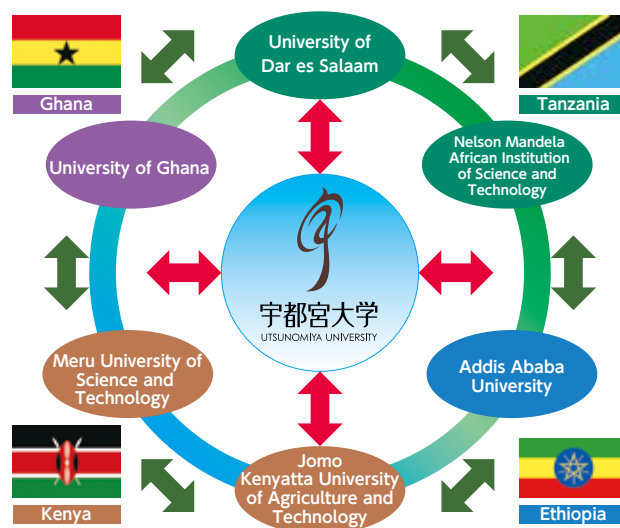 University of
Dar es Salaam
Ghana
Tanzania
University of Ghana
Nelson Mandela
African Institution
of Science and
Technology
宇都宮大学
UTSUNOMIYA UNIVERSITY
Meru University of
Science and
Technology
Addis Ababa
University
Jomo
Kenyatta University
of Agriculture and
Technology
Kenya
Ethiopia